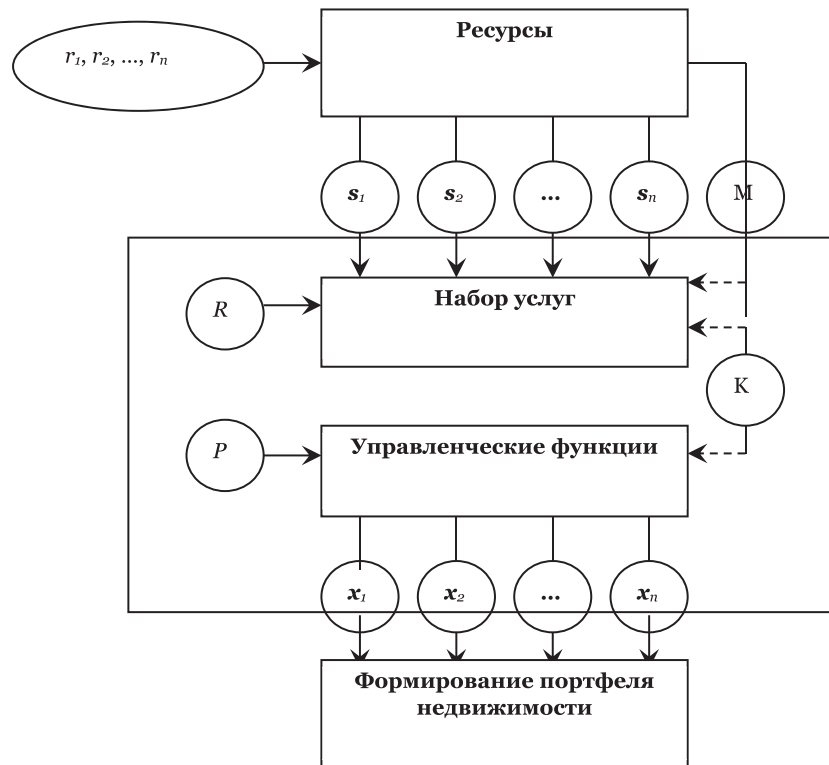 Ресурсы
r₁, r₂, ..., rₙ
s₁ s₂ ... sₙ M
Набор услуг
R
K
Управленческие функции
P
x₁ x₂ ... xₙ
Формирование портфеля
недвижимости